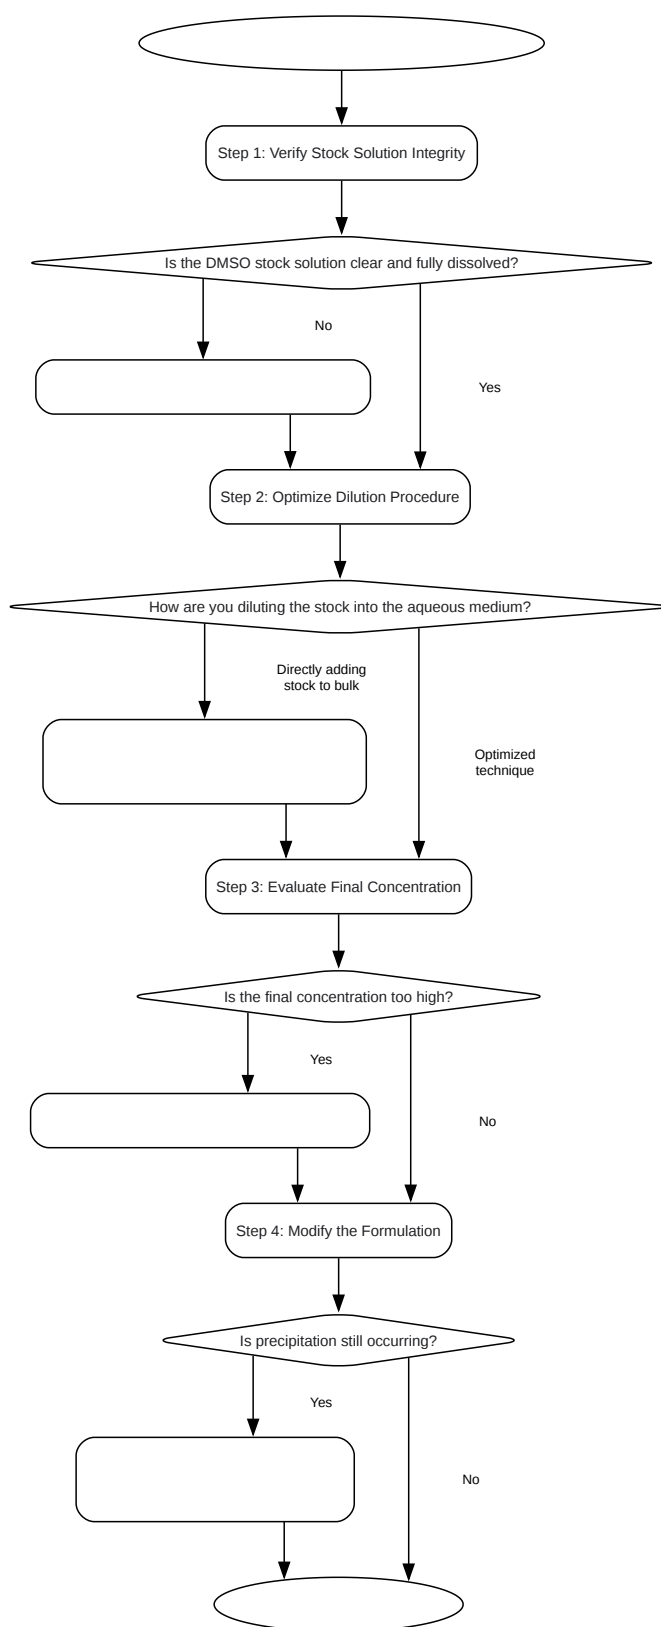 Step 1: Verify Stock Solution Integrity
Is the DMSO stock solution clear and fully dissolved?
No
Yes
Step 2: Optimize Dilution Procedure
How are you diluting the stock into the aqueous medium?
Directly adding
stock to bulk
Optimized
technique
Step 3: Evaluate Final Concentration
Is the final concentration too high?
Yes
No
Step 4: Modify the Formulation
Is precipitation still occurring?
Yes
No